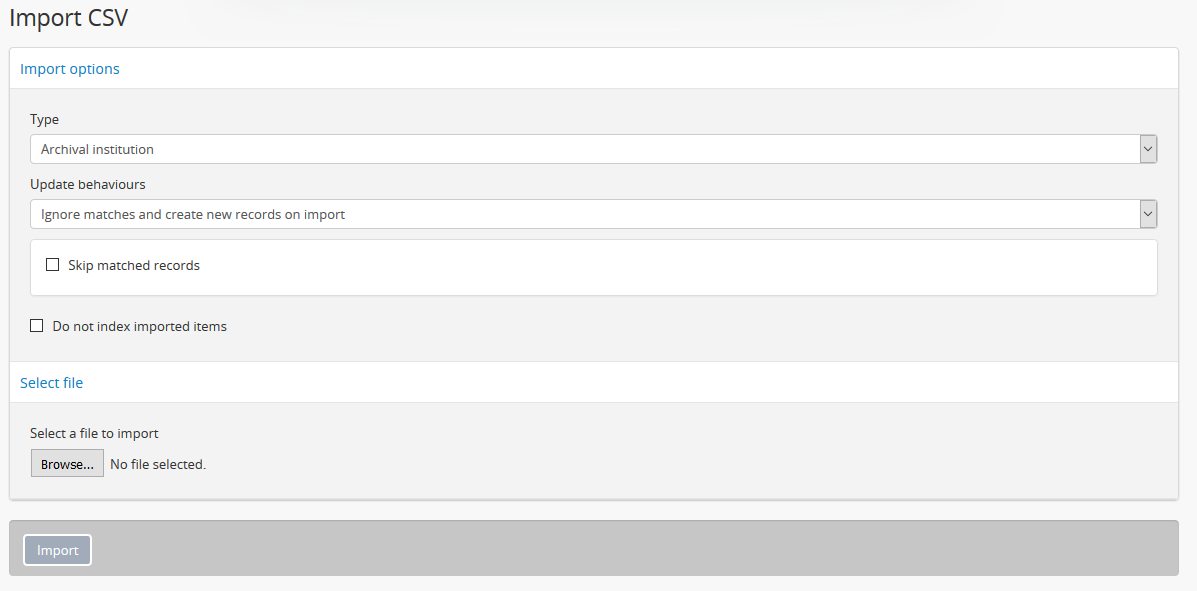 Import CSV
Import options
Type
Archival institution
Update behaviours
Ignore matches and create new records on import
Skip matched records
Do not index imported items
Select file
Select a file to import
Browse... No file selected.
Import